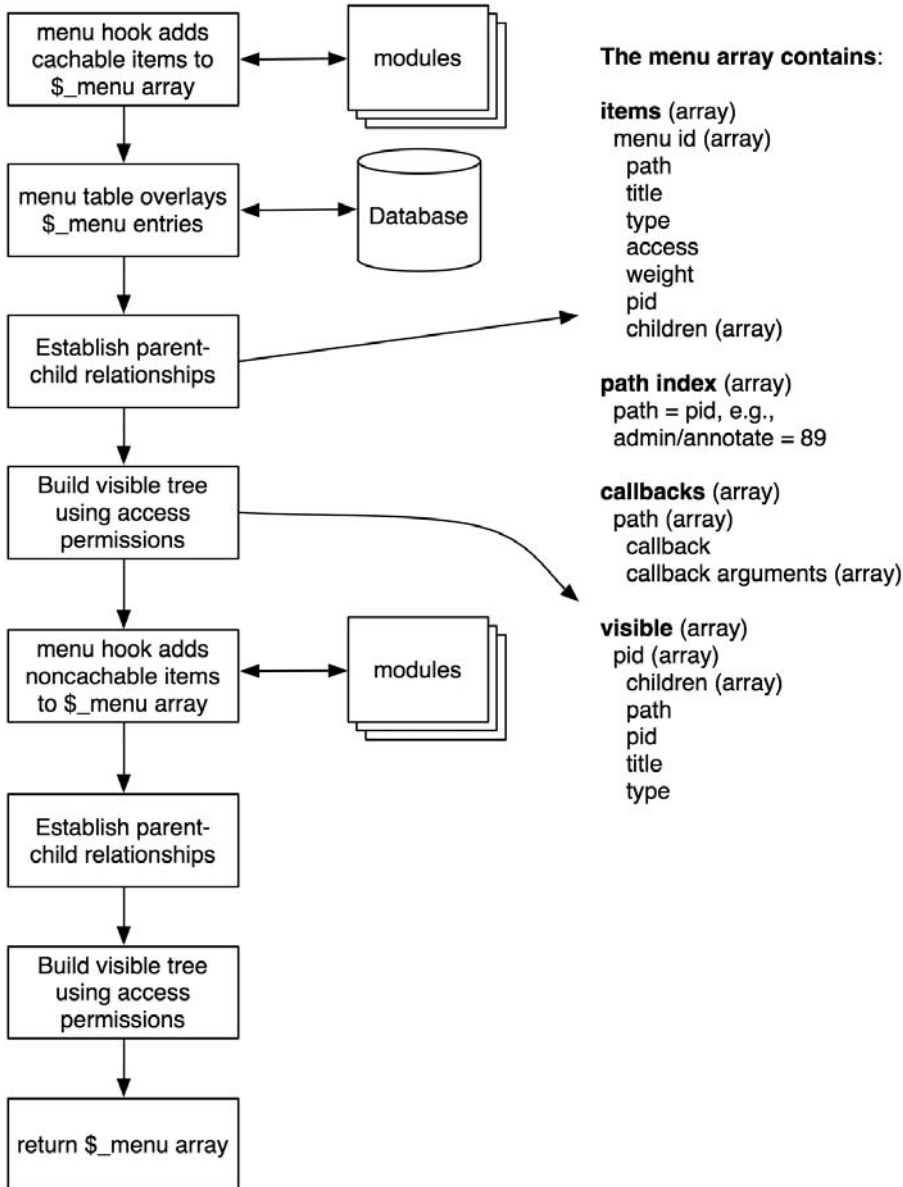 menu hook adds
cachable items to
$_menu array
modules
menu table overlays
$_menu entries
Database
Establish parent-
child relationships
Build visible tree
using access
permissions
menu hook adds
noncachable items
to $_menu array
modules
Establish parent-
child relationships
Build visible tree
using access
permissions
return $_menu array
The menu array contains:
items (array)
menu id (array)
path
title
type
access
weight
pid
children (array)
path index (array)
path = pid, e.g.,
admin/annotate = 89
callbacks (array)
path (array)
callback
callback arguments (array)
visible (array)
pid (array)
children (array)
path
pid
title
type